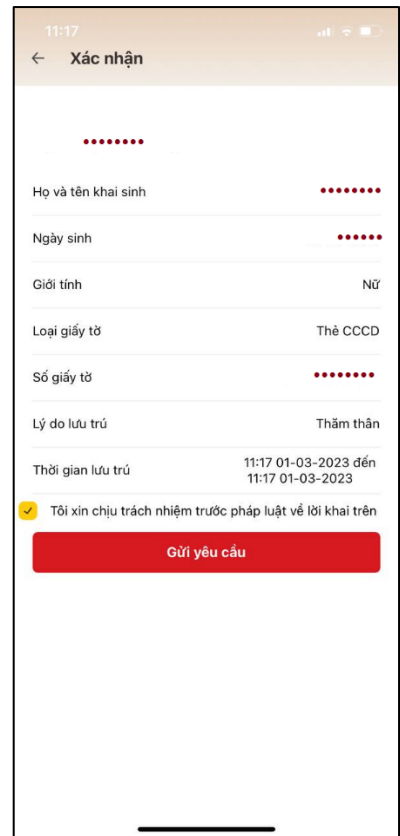 11:17
Xác nhận
Họ và tên khai sinh
Ngày sinh
Giới tính Nữ
Loại giấy tờ Thẻ CCCD
Số giấy tờ
Lý do lưu trú Thăm thân
Thời gian lưu trú 11:17 01-03-2023 đến
11:17 01-03-2023
Tôi xin chịu trách nhiệm trước pháp luật về lời khai trên
Gửi yêu cầu